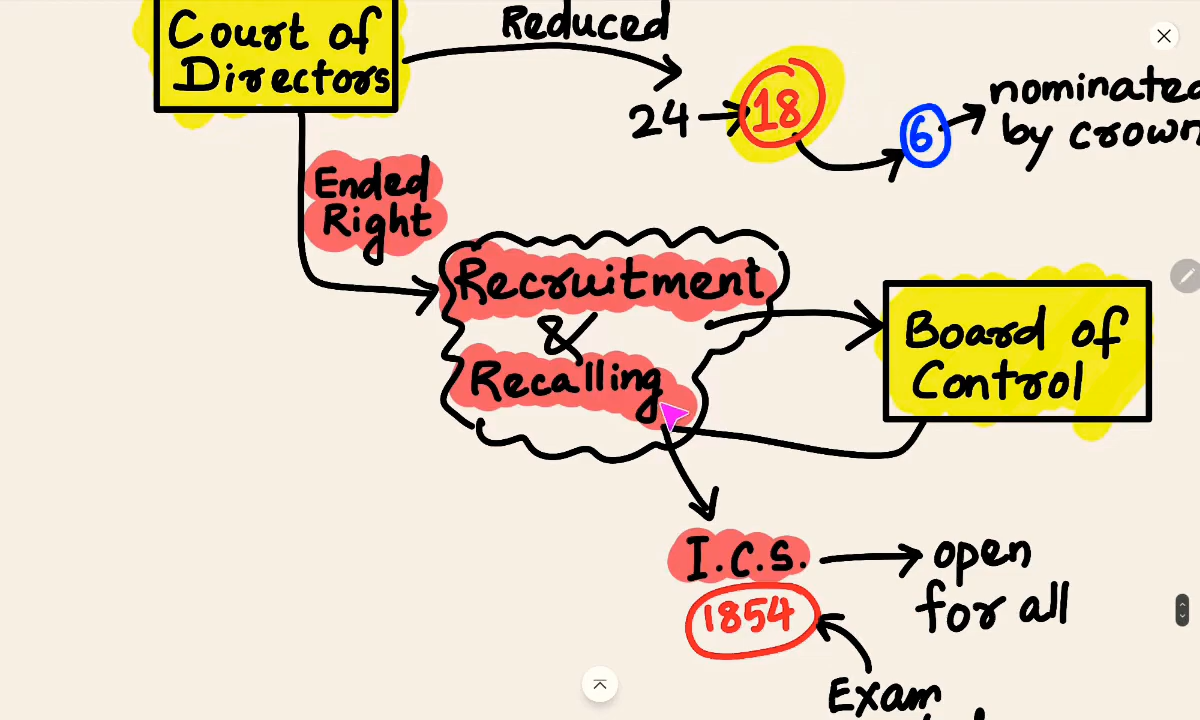 Court of
Directors
Reduced
24
18
6
nominated
by crown
Ended
Right
Recruitment
&
Recalling
Board of
Control
I.C.S.
1854
open
for all
Exam